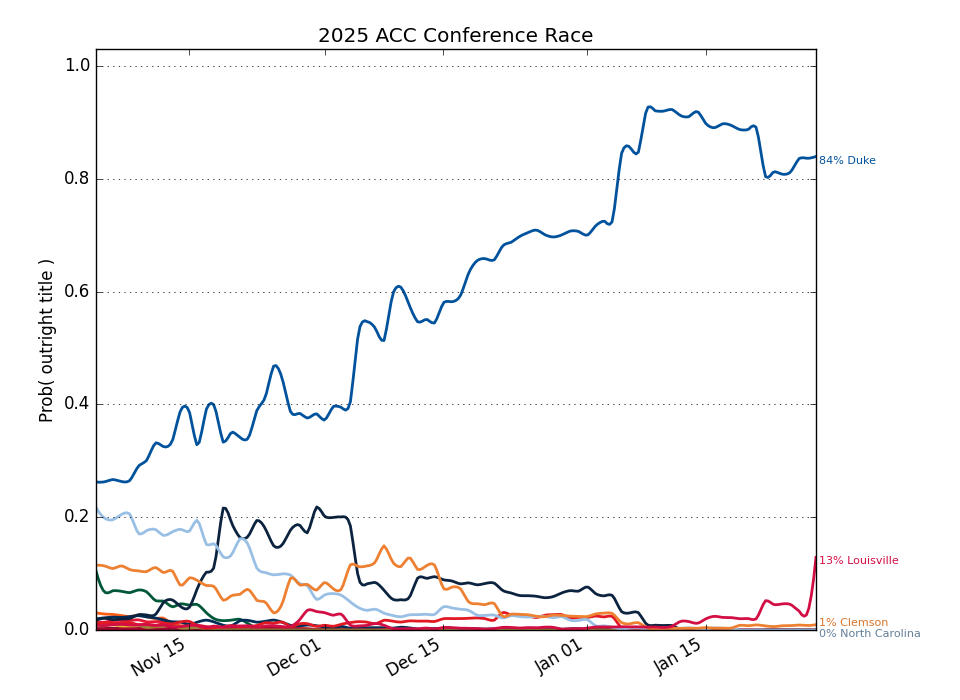 2025 ACC Conference Race
Prob( outright title )
1.0
0.8
0.6
0.4
0.2
0.0
84% Duke
13% Louisville
1% Clemson
0% North Carolina
Nov 15
Dec 01
Dec 15
Jan 01
Jan 15